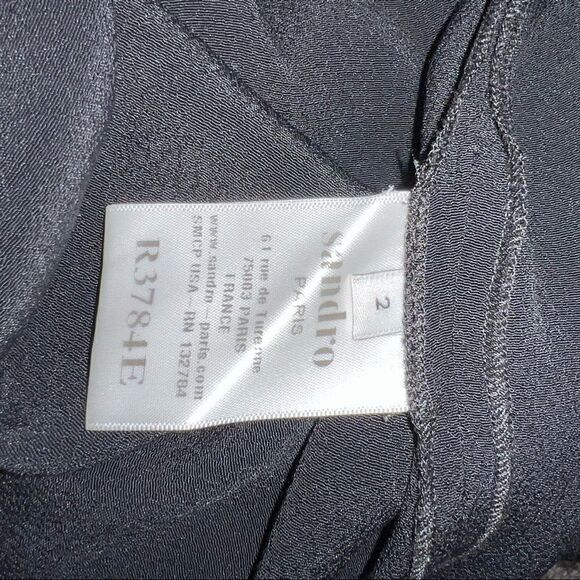 2
sandro
PARIS
61 rue de Turenne
75003 PARIS
FRANCE
www.sandro-paris.com
SMCP USA - RN 132784
R3784E